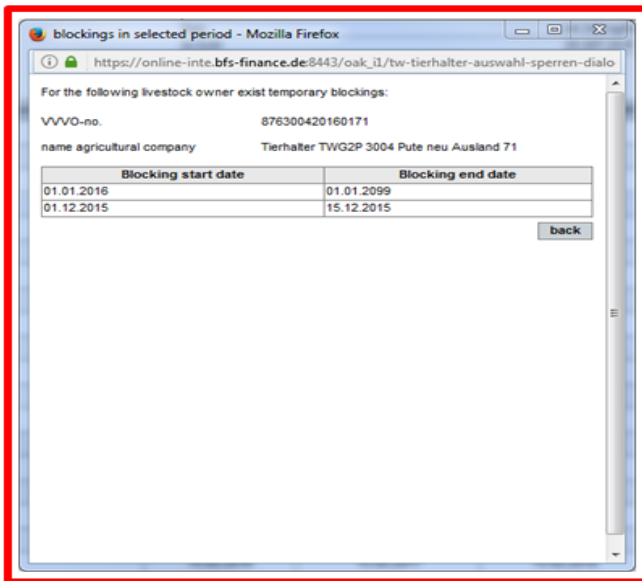 blockings in selected period - Mozilla Firefox
https://online-inte.bfs-finance.de:8443/oak_i1/tw-tierhalter-auswahl-sperren-dialo
For the following livestock owner exist temporary blockings:
VVVO-no. 876300420160171
name agricultural company Tierhalter TWG2P 3004 Pute neu Ausland 71
Blocking start date Blocking end date
01.01.2016 01.01.2099
01.12.2015 15.12.2015
back